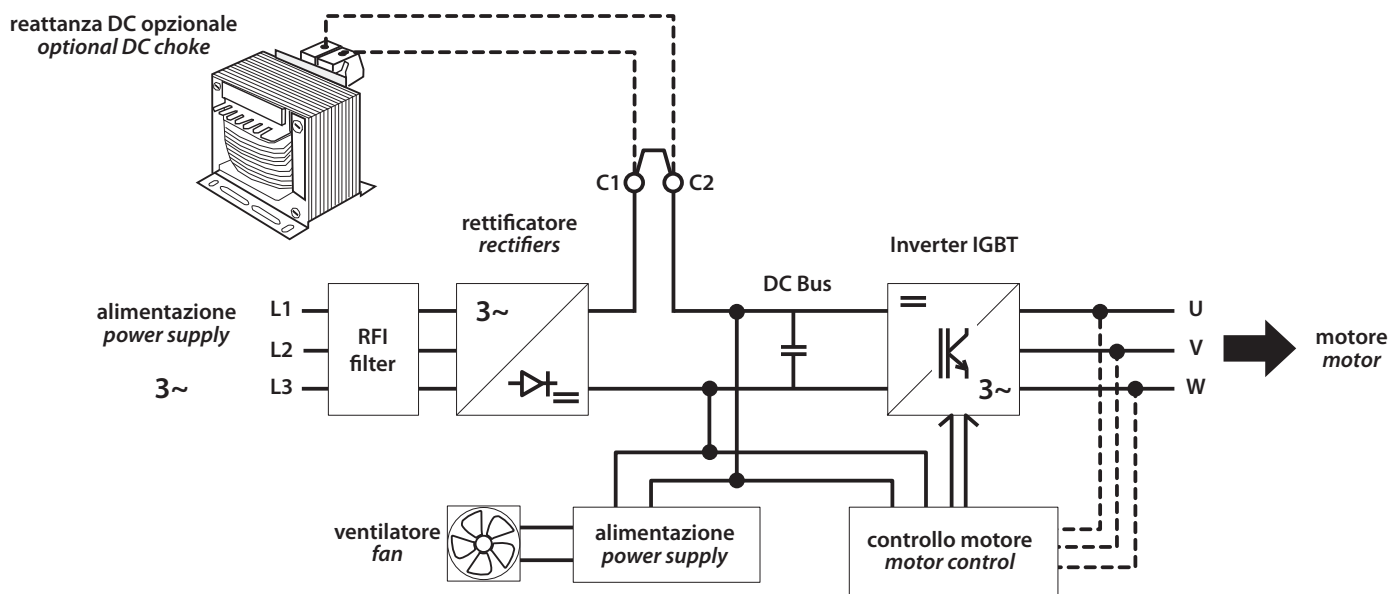 reattanza DC opzionale
optional DC choke
C1
C2
rettificatore
rectifiers
Inverter IGBT
DC Bus
alimentazione
power supply
3~
L1
L2
L3
RFI
filter
3~
3~
U
V
W
motore
motor
ventilatore
fan
alimentazione
power supply
controllo motore
motor control